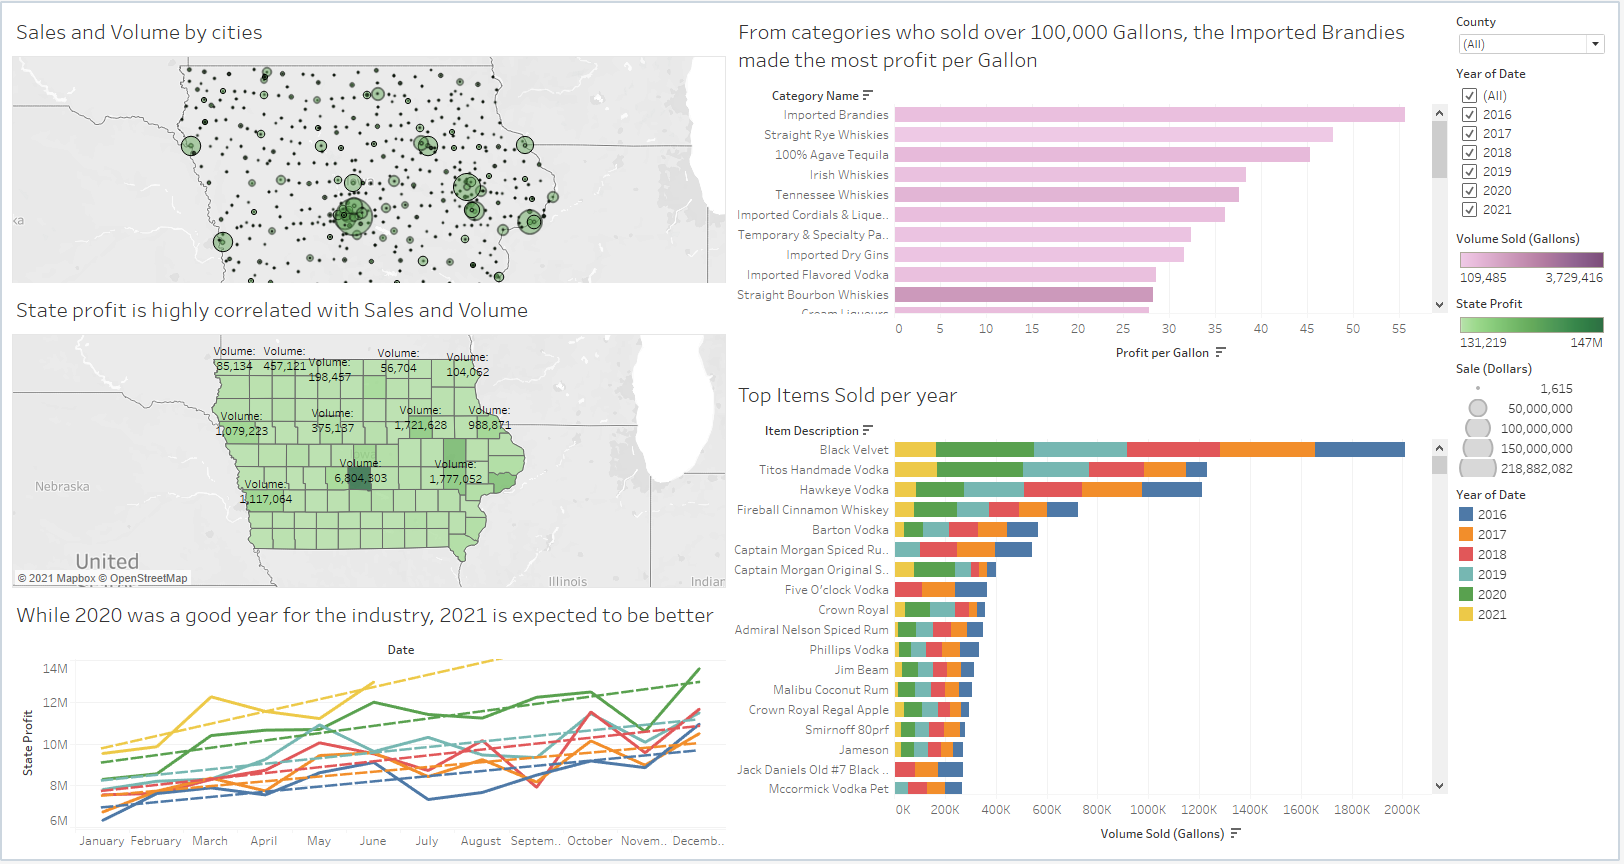 Sales and Volume by cities
ka
State profit is highly correlated with Sales and Volume
Volume:
85,134
Volume:
457,121
Volume:
198,457
Volume:
56,704
Volume:
104,062
Volume:
1,079,223
Volume:
375,137
Volume:
1,721,628
Volume:
988,871
Volume:
6,804,303
Volume:
1,777,052
Volume:
1,117,064
Nebraska
United
Illinois
Indian
© 2021 Mapbox © OpenStreetMap
While 2020 was a good year for the industry, 2021 is expected to be better
Date
State Profit
14M
12M
10M
8M
6M
January February March April May June July August Septem.. October Novem.. Decemb..
From categories who sold over 100,000 Gallons, the Imported Brandies
made the most profit per Gallon
Category Name
Imported Brandies
Straight Rye Whiskies
100% Agave Tequila
Irish Whiskies
Tennessee Whiskies
Imported Cordials & Lique..
Temporary & Specialty Pa..
Imported Dry Gins
Imported Flavored Vodka
Straight Bourbon Whiskies
Cream Liqueurs
0 5 10 15 20 25 30 35 40 45 50 55
Profit per Gallon
Top Items Sold per year
Item Description
Black Velvet
Titos Handmade Vodka
Hawkeye Vodka
Fireball Cinnamon Whiskey
Barton Vodka
Captain Morgan Spiced Ru..
Captain Morgan Original S..
Five O'clock Vodka
Crown Royal
Admiral Nelson Spiced Rum
Phillips Vodka
Jim Beam
Malibu Coconut Rum
Crown Royal Regal Apple
Smirnoff 80prf
Jameson
Jack Daniels Old #7 Black ..
Mccormick Vodka Pet
0K 200K 400K 600K 800K 1000K 1200K 1400K 1600K 1800K 2000K
Volume Sold (Gallons)
County
(All)
Year of Date
(All)
2016
2017
2018
2019
2020
2021
Volume Sold (Gallons)
109,485 3,729,416
State Profit
131,219 147M
Sale (Dollars)
1,615
50,000,000
100,000,000
150,000,000
218,882,082
Year of Date
2016
2017
2018
2019
2020
2021